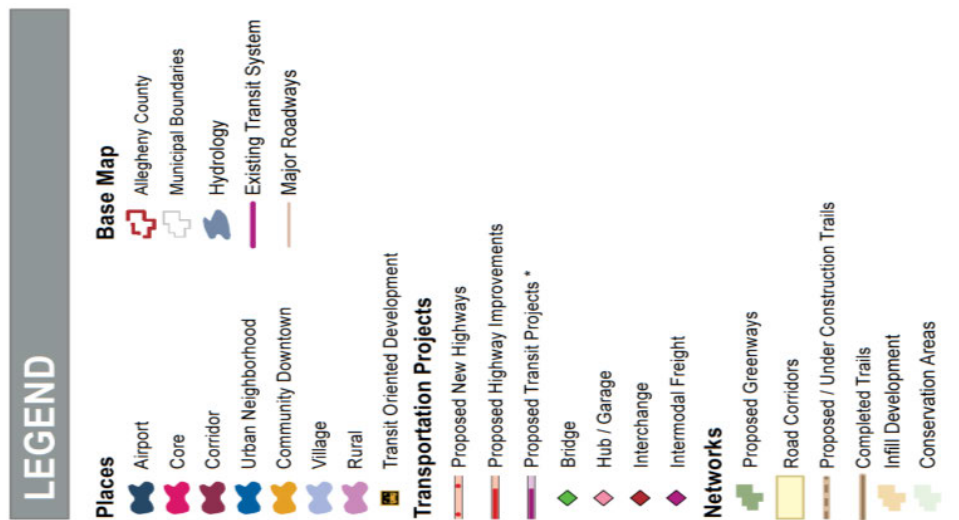 LEGEND
Places
Airport
Core
Corridor
Urban Neighborhood
Community Downtown
Village
Rural
Transit Oriented Development
Transportation Projects
Proposed New Highways
Proposed Highway Improvements
Proposed Transit Projects *
Bridge
Hub / Garage
Interchange
Intermodal Freight
Networks
Proposed Greenways
Road Corridors
Proposed / Under Construction Trails
Completed Trails
Infill Development
Conservation Areas
Base Map
Allegheny County
Municipal Boundaries
Hydrology
Existing Transit System
Major Roadways